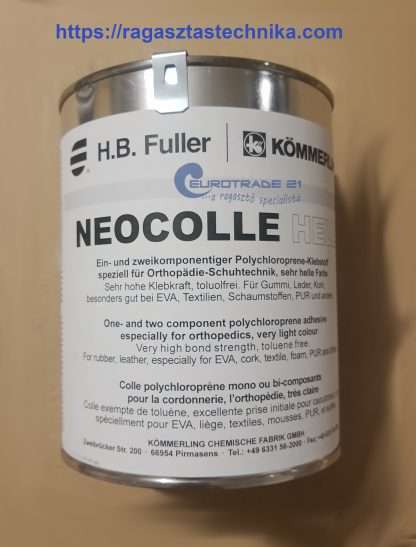 https://ragasztastechnika.com
H.B. Fuller
KÖMMERLI
EUROTRADE 21
a ragasztó specialista
NEOCOLLE HEL
Ein- und zweikomponentiger Polychloroprene-Klebstoff
speziell für Orthopädie-Schuhtechnik, sehr helle Farbe
Sehr hohe Klebkraft, toluolfrei. Für Gummi, Leder, Kork,
besonders gut bei EVA, Textilien, Schaumstoffen, PUR und
One- and two component polychloroprene adhesive
especially for orthopedics, very light colour
Very high bond strength, toluene free.
For rubber, leather, especially for EVA, cork, textile, foam, PUR and
Colle polychloroprène mono ou bi-composants
pour la cordonnerie, l'orthopédie, très claire
Colle exempte de toluène, excellente prise initiale pour
spécialement pour EVA, liège, textiles, mousses, PUR, et
KÖMMERLING CHEMISCHE FABRIK GMBH
Zweibrücker Str. 200 · 66954 Pirmasens · Tel.: +49 6331 56-2000 · Fax: